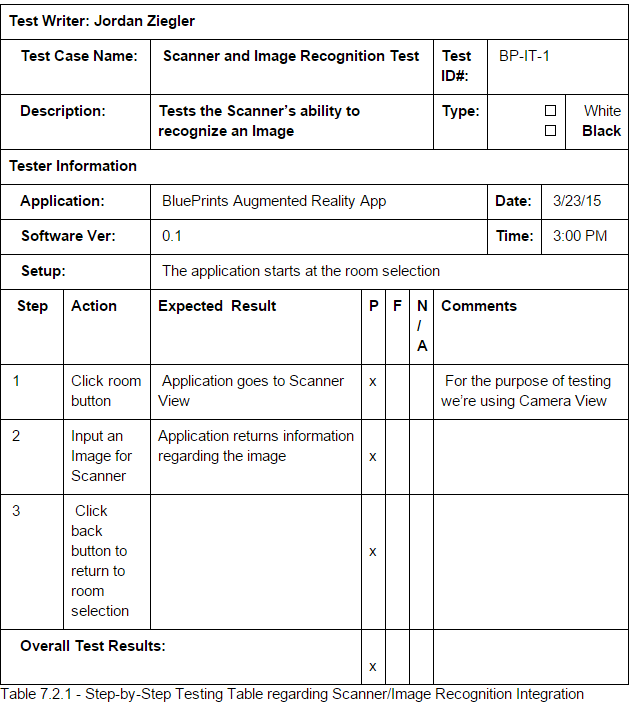 Test Writer: Jordan Ziegler
Test Case Name: Scanner and Image Recognition Test Test ID#: BP-IT-1
Description: Tests the Scanner's ability to recognize an Image Type: ☐ White
☐ Black
Tester Information
Application: BluePrints Augmented Reality App Date: 3/23/15
Software Ver: 0.1 Time: 3:00 PM
Setup: The application starts at the room selection
Step Action Expected Result P F N/A Comments
1 Click room button Application goes to Scanner View x For the purpose of testing we're using Camera View
2 Input an Image for Scanner Application returns information regarding the image x
3 Click back button to return to room selection x
Overall Test Results: x
Table 7.2.1 - Step-by-Step Testing Table regarding Scanner/Image Recognition Integration